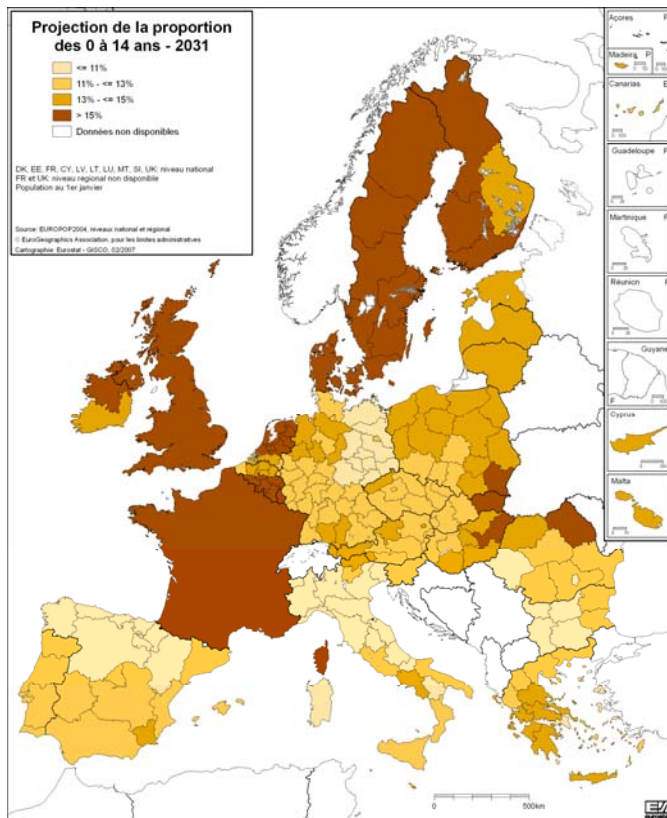 Projection de la proportion
des 0 à 14 ans - 2031
<= 11%
11% - <= 13%
13% - <= 15%
> 15%
Données non disponibles
DK, EE, FR, CY, LV, LT, LU, MT, SI, UK: niveau national
FR et UK: niveau régional non disponible
Population au 1er janvier
Source: EUROPOP2004, niveaux national et régional
© EuroGeographics Association, pour les limites administratives
Cartographie: Eurostat - GISCO, 02/2007
Açores P
Madeira P
Canarias E
Guadeloupe F
Martinique F
Réunion F
Guyane
F
Cyprus
Malta
0 500km